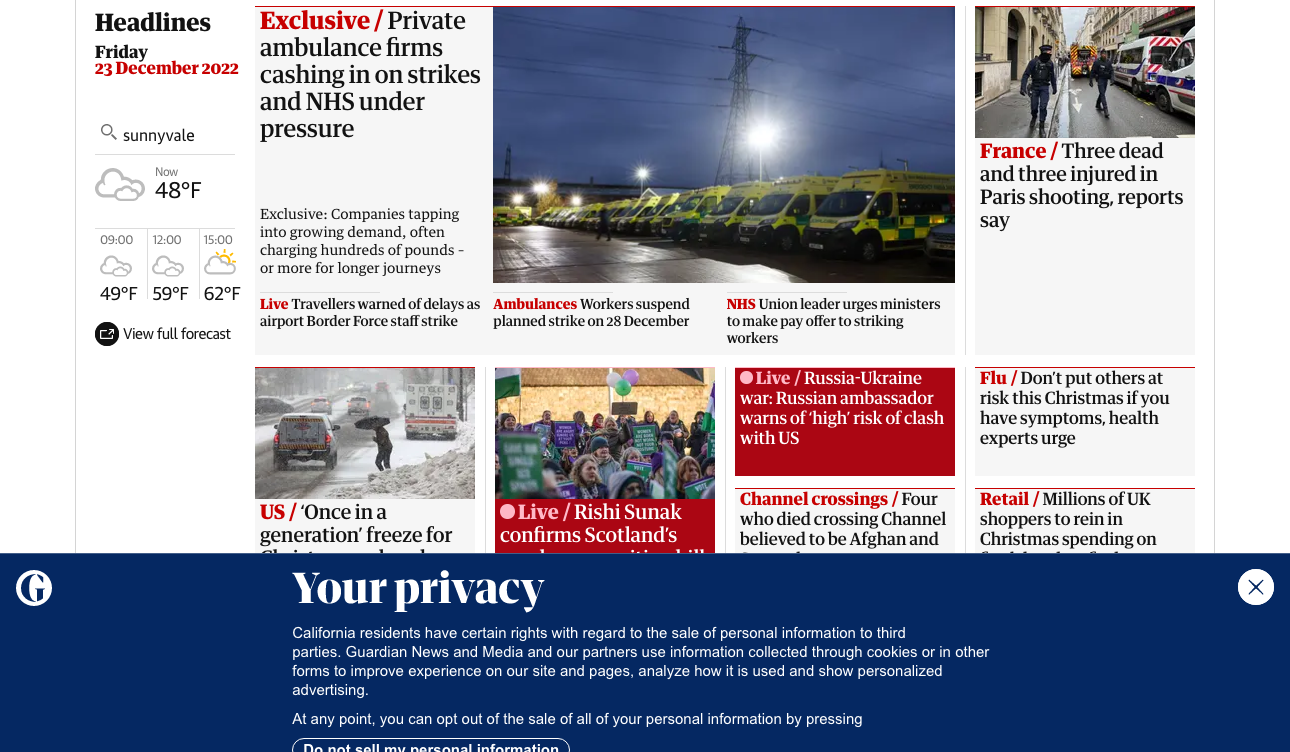 Headlines
Friday
23 December 2022
sunnyvale
Now
48°F
09:00
12:00
15:00
49°F
59°F
62°F
View full forecast
Exclusive / Private
ambulance firms
cashing in on strikes
and NHS under
pressure
Exclusive: Companies tapping
into growing demand, often
charging hundreds of pounds –
or more for longer journeys
Live Travellers warned of delays as
airport Border Force staff strike
Ambulances Workers suspend
planned strike on 28 December
NHS Union leader urges ministers
to make pay offer to striking
workers
France / Three dead
and three injured in
Paris shooting, reports
say
US / ‘Once in a
generation’ freeze for
Live / Rishi Sunak
confirms Scotland’s
Live / Russia-Ukraine
war: Russian ambassador
warns of ‘high’ risk of clash
with US
Channel crossings / Four
who died crossing Channel
believed to be Afghan and
Flu / Don’t put others at
risk this Christmas if you
have symptoms, health
experts urge
Retail / Millions of UK
shoppers to rein in
Christmas spending on
Your privacy
California residents have certain rights with regard to the sale of personal information to third
parties. Guardian News and Media and our partners use information collected through cookies or in other
forms to improve experience on our site and pages, analyze how it is used and show personalized
advertising.
At any point, you can opt out of the sale of all of your personal information by pressing
Do not sell my personal information